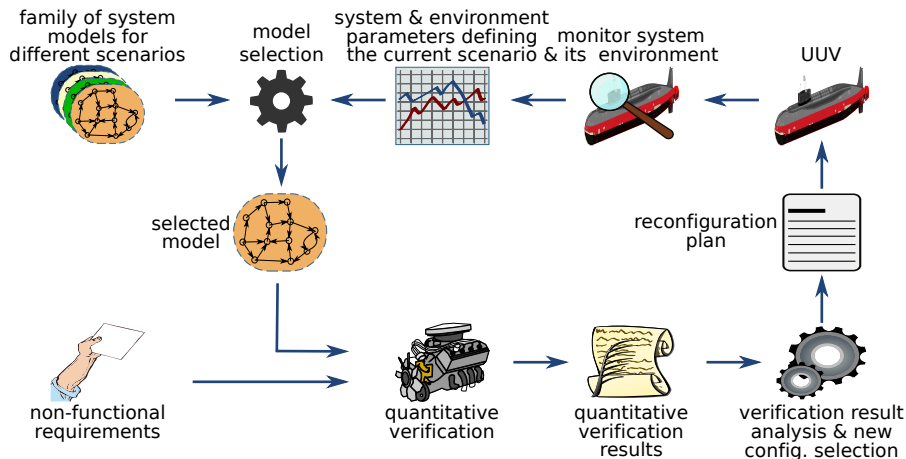 family of system
models for
different scenarios
model
selection
system & environment
parameters defining
the current scenario
monitor system
& its environment
UUV
selected
model
reconfiguration
plan
non-functional
requirements
quantitative
verification
quantitative
verification
results
verification result
analysis & new
config. selection